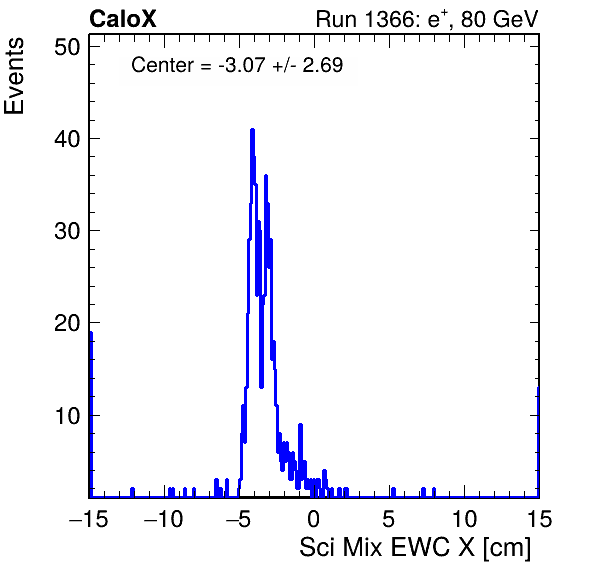 CaloX Run 1366: e⁺, 80 GeV
Center = -3.07 +/- 2.69
Events
50
40
30
20
10
−15 −10 −5 0 5 10 15
Sci Mix EWC X [cm]